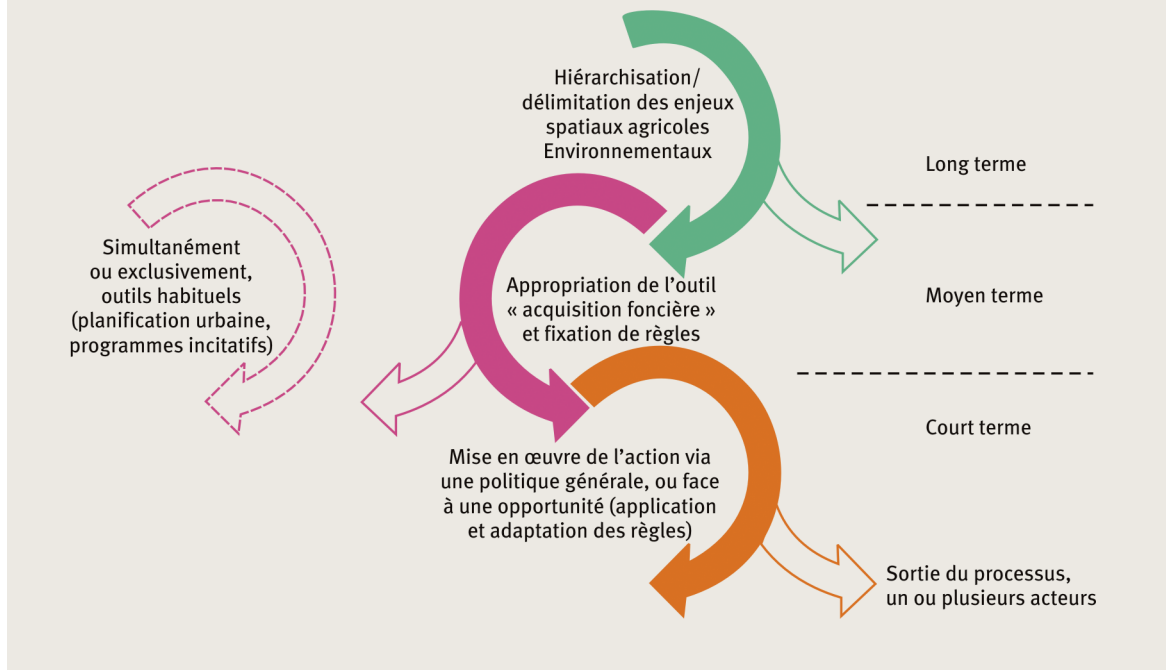 Hiérarchisation/
délimitation des enjeux
spatiaux agricoles
Environnementaux
Long terme
Simultanément
ou exclusivement,
outils habituels
(planification urbaine,
programmes incitatifs)
Appropriation de l'outil
« acquisition foncière »
et fixation de règles
Moyen terme
Court terme
Mise en œuvre de l'action via
une politique générale, ou face
à une opportunité (application
et adaptation des règles)
Sortie du processus,
un ou plusieurs acteurs